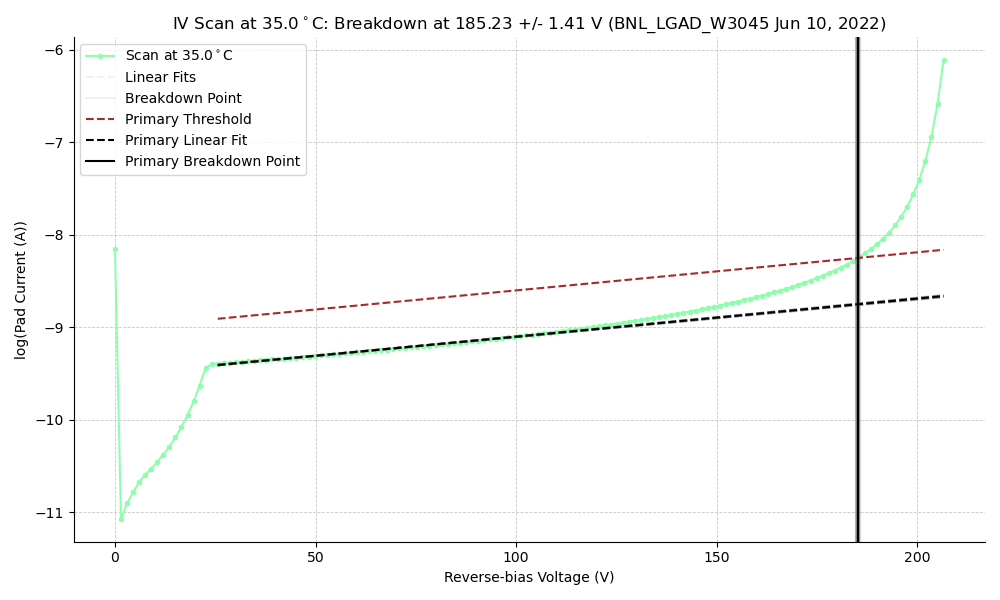 IV Scan at 35.0°C: Breakdown at 185.23 +/- 1.41 V (BNL_LGAD_W3045 Jun 10, 2022)
Scan at 35.0°C
Linear Fits
Breakdown Point
Primary Threshold
Primary Linear Fit
Primary Breakdown Point
log(Pad Current (A))
−6
−7
−8
−9
−10
−11
0 50 100 150 200
Reverse-bias Voltage (V)